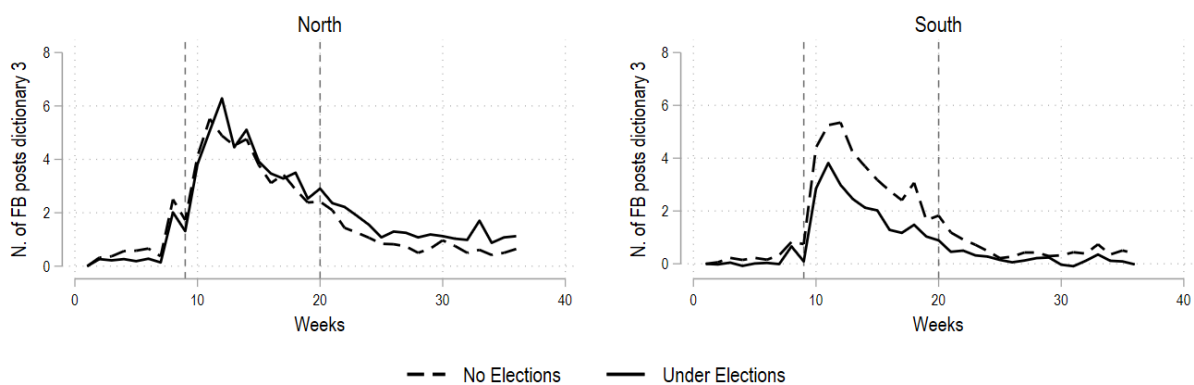 North
N. of FB posts dictionary 3
8
6
4
2
0
0 10 20 30 40
Weeks
South
N. of FB posts dictionary 3
8
6
4
2
0
0 10 20 30 40
Weeks
No Elections Under Elections